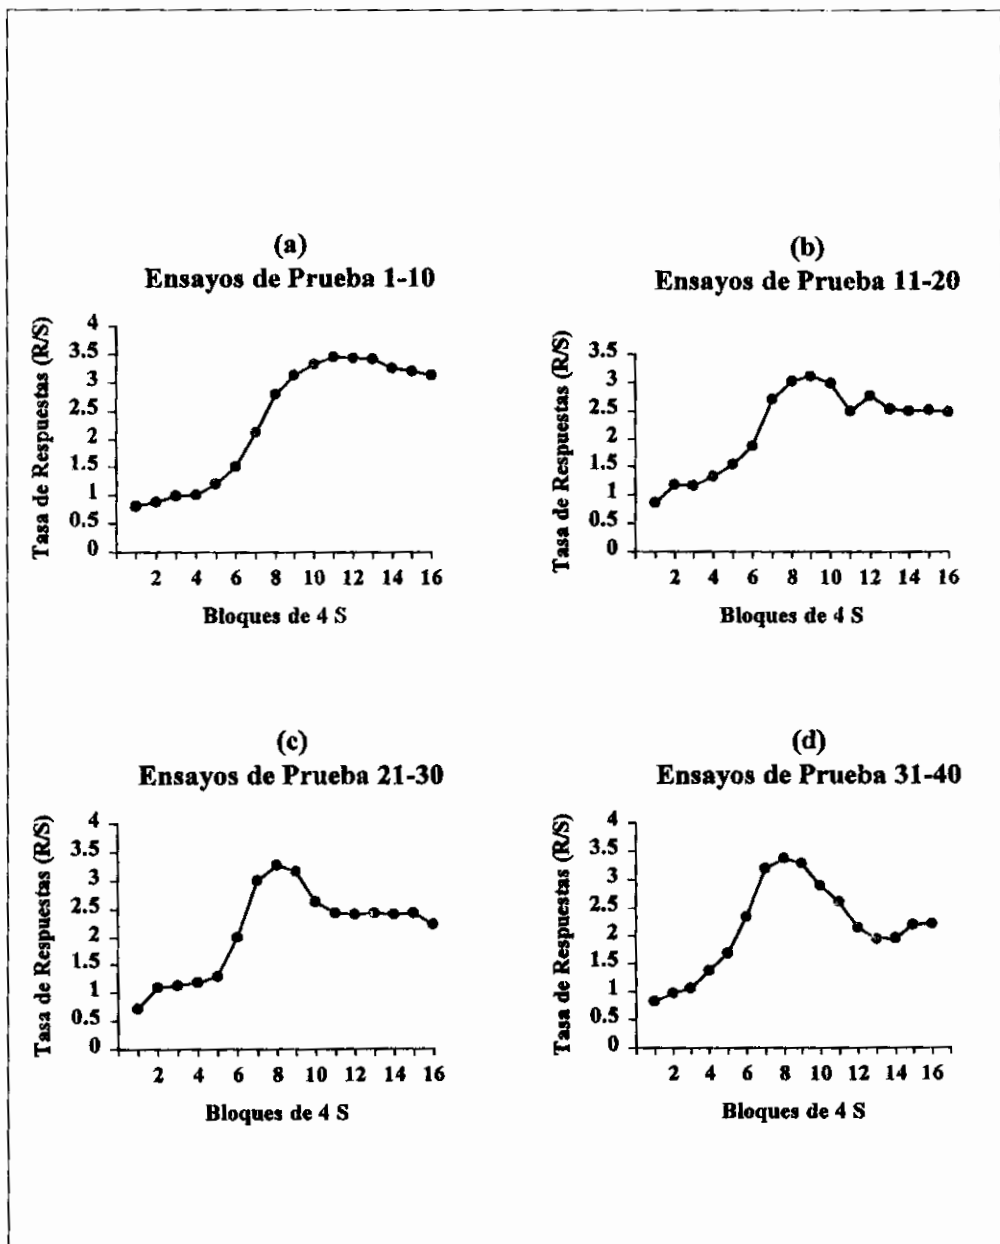 (a)
Ensayos de Prueba 1-10
Tasa de Respuestas (R/S)
4
3.5
3
2.5
2
1.5
1
0.5
0
2 4 6 8 10 12 14 16
Bloques de 4 S
(b)
Ensayos de Prueba 11-20
Tasa de Respuestas (R/S)
3.5
3
2.5
2
1.5
1
0.5
0
2 4 6 8 10 12 14 16
Bloques de 4 S
(c)
Ensayos de Prueba 21-30
Tasa de Respuestas (R/S)
4
3.5
3
2.5
2
1.5
1
0.5
0
2 4 6 8 10 12 14 16
Bloques de 4 S
(d)
Ensayos de Prueba 31-40
Tasa de Respuestas (R/S)
4
3.5
3
2.5
2
1.5
1
0.5
0
2 4 6 8 10 12 14 16
Bloques de 4 S